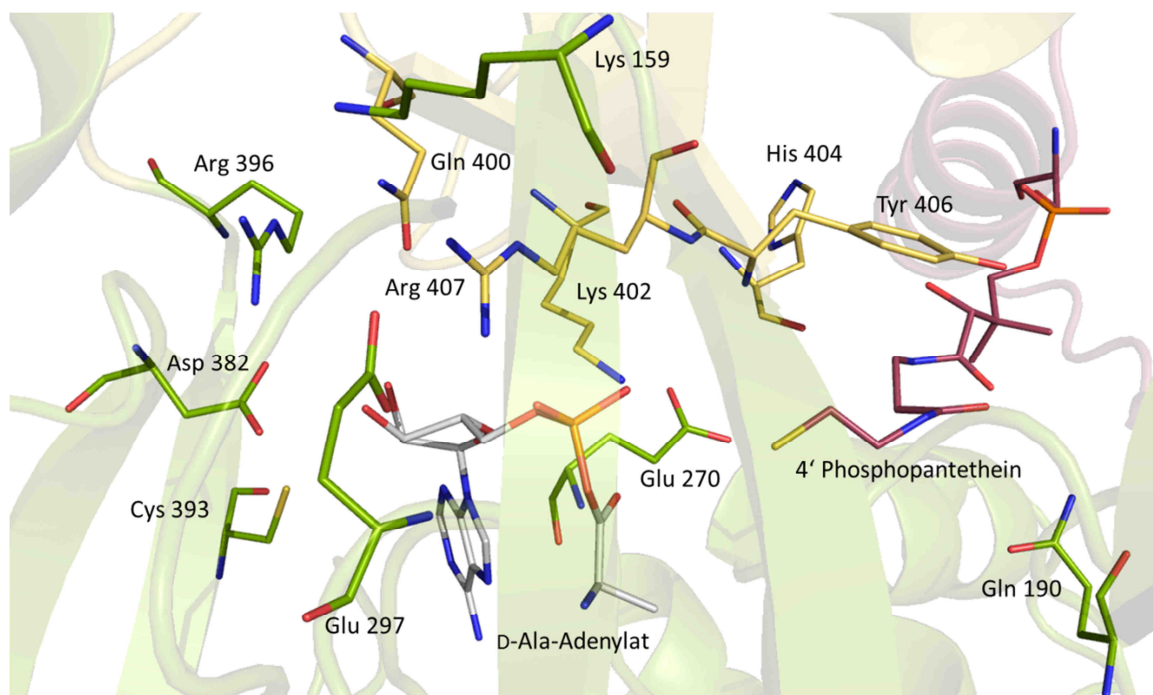 Lys 159
Arg 396
Gln 400
His 404
Tyr 406
Arg 407
Lys 402
Asp 382
Glu 270
4‘ Phosphopantethein
Cys 393
Gln 190
Glu 297
D-Ala-Adenylat